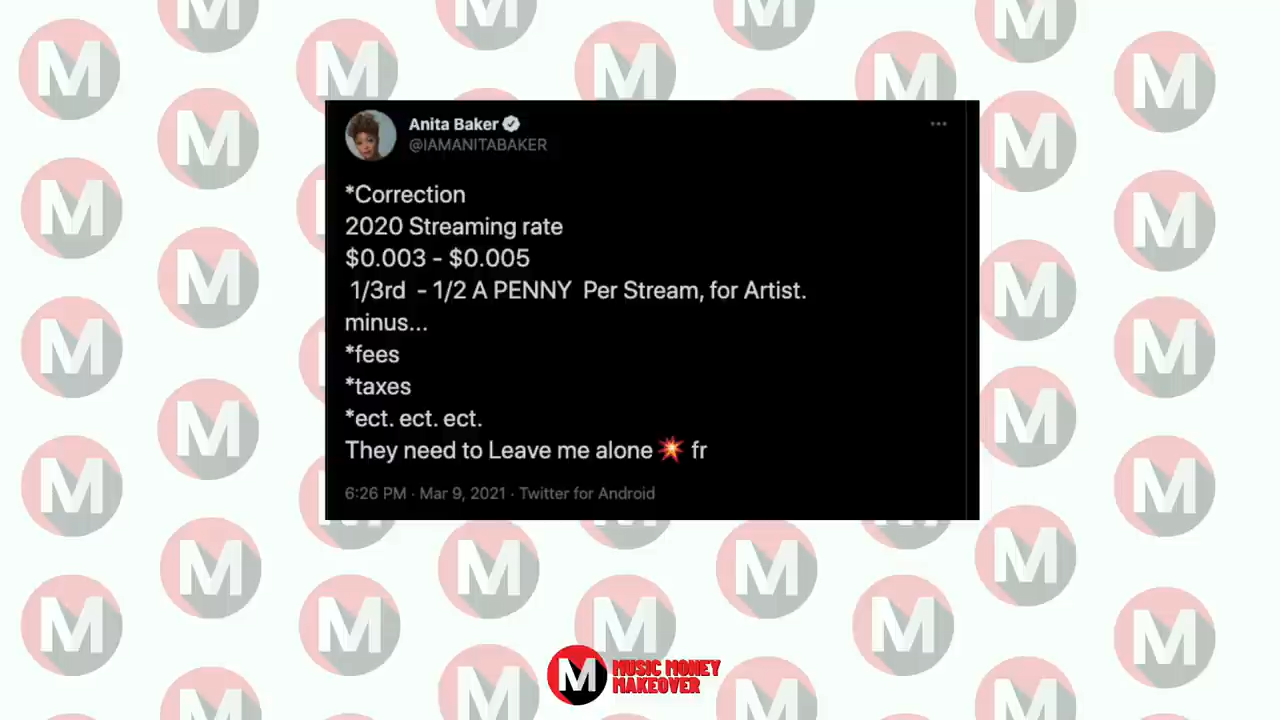 Anita Baker
@IAMANITABAKER
*Correction
2020 Streaming rate
$0.003 - $0.005
1/3rd - 1/2 A PENNY Per Stream, for Artist.
minus...
*fees
*taxes
*ect. ect. ect.
They need to Leave me alone 💥 fr
6:26 PM · Mar 9, 2021 · Twitter for Android
M MUSIC MONEY
MAKEOVER